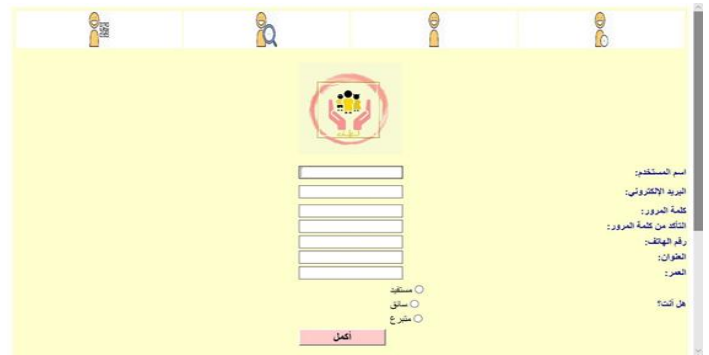 اسم المستخدم:
البريد الإلكتروني:
كلمة المرور:
التأكد من كلمة المرور:
رقم الهاتف:
العنوان:
العمر:
هل أنت؟
مستفيد
سائق
متبرع
أكمل